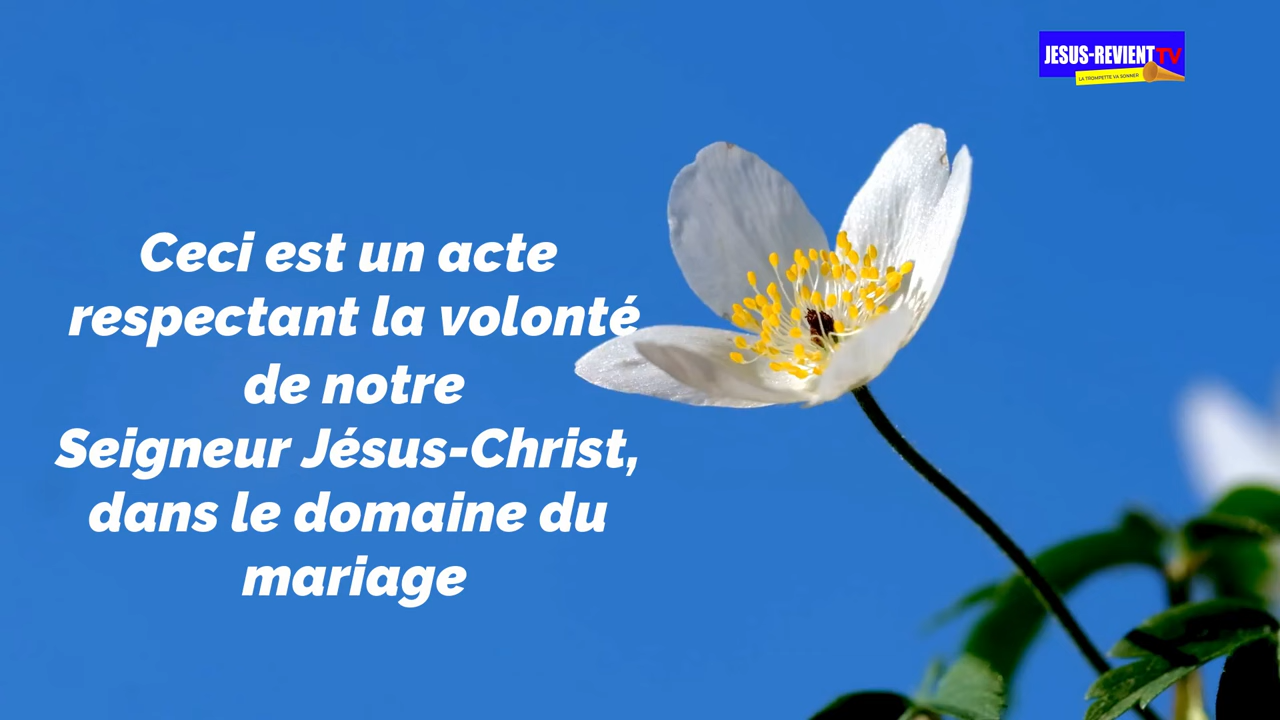 JESUS-REVIENT TV
LA TROMPETTE VA SONNER
Ceci est un acte
respectant la volonté
de notre
Seigneur Jésus-Christ,
dans le domaine du
mariage